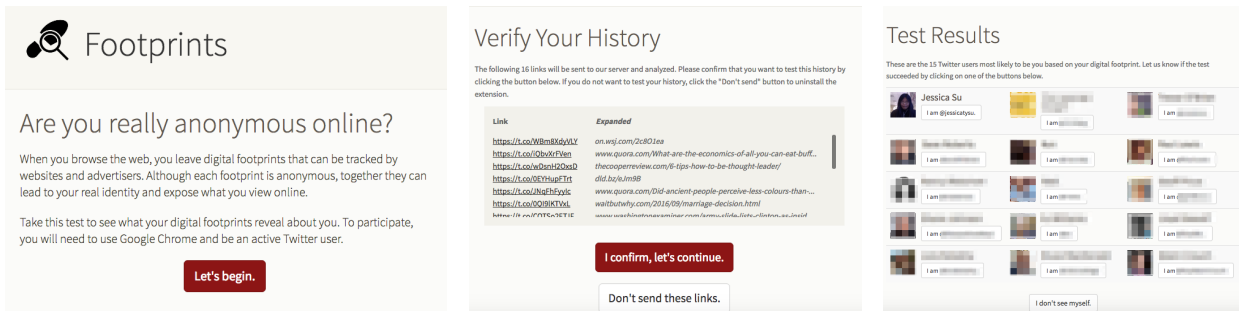 Footprints
Are you really anonymous online?
When you browse the web, you leave digital footprints that can be tracked by
websites and advertisers. Although each footprint is anonymous, together they can
lead to your real identity and expose what you view online.
Take this test to see what your digital footprints reveal about you. To participate,
you will need to use Google Chrome and be an active Twitter user.
Let's begin.
Verify Your History
The following 16 links will be sent to our server and analyzed. Please confirm that you want to test this history by
clicking the button below. If you do not want to test your history, click the "Don't send" button to uninstall the
extension.
Link Expanded
https://t.co/WBm8XdyVLY on.wsj.com/2c8O1ea
https://t.co/iQbvXrFVen www.quora.com/What-are-the-economics-of-all-you-can-eat-buff...
https://t.co/wDsnH2OxsD thecooperreview.com/6-tips-how-to-be-thought-leader/
https://t.co/0EYHupFTrt dld.bz/eJm9B
https://t.co/JNqFhFyyIc www.quora.com/Did-ancient-people-perceive-less-colours-than-...
https://t.co/0QI9lKTVxL waitbutwhy.com/2016/09/marriage-decision.html
I confirm, let's continue.
Don't send these links.
Test Results
These are the 15 Twitter users most likely to be you based on your digital footprint. Let us know if the test
succeeded by clicking on one of the buttons below.
Jessica Su
I am @jessicatysu.
I am
I am
I am
I am
I am
I am
I am
I am
I am
I am
I am
I am
I am
I am
I don't see myself.